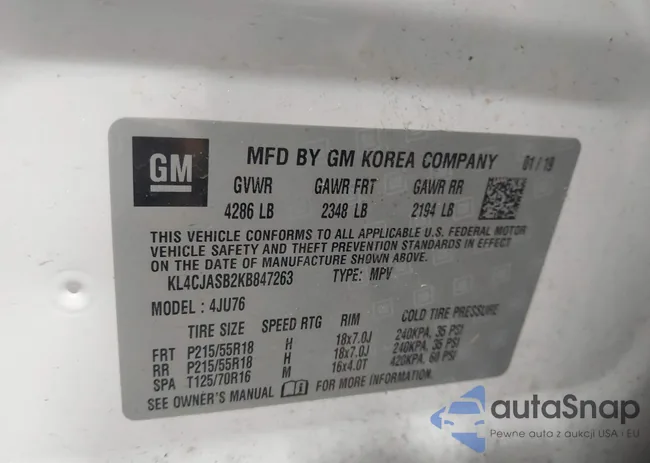 GM
MFD BY GM KOREA COMPANY 01/19
GVWR GAWR FRT GAWR RR
4286 LB 2348 LB 2194 LB
THIS VEHICLE CONFORMS TO ALL APPLICABLE U.S. FEDERAL MOTOR
VEHICLE SAFETY AND THEFT PREVENTION STANDARDS IN EFFECT
ON THE DATE OF MANUFACTURE SHOWN ABOVE.
KL4CJASB2KB847263 TYPE: MPV
MODEL : 4JU76
TIRE SIZE SPEED RTG RIM COLD TIRE PRESSURE
FRT P215/55R18 H 18x7.0J 240KPA, 35 PSI
RR P215/55R18 H 18x7.0J 240KPA, 35 PSI
SPA T125/70R16 M 16x4.0T 420KPA, 60 PSI
SEE OWNER'S MANUAL FOR MORE INFORMATION.
autaSnap
Pewne auta z aukcji USA i EU